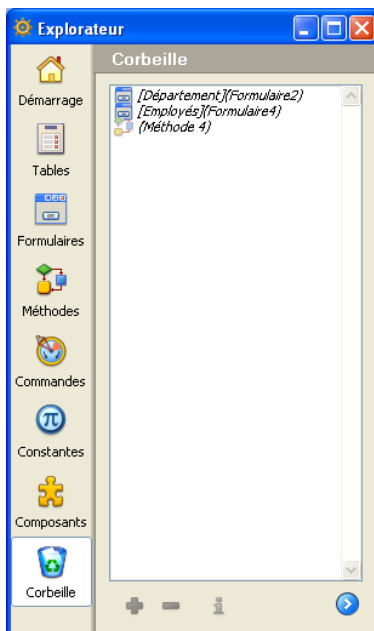 Explorateur
Corbeille
Démarrage
Tables
Formulaires
Méthodes
Commandes
Constantes
Composants
Corbeille
[Département](Formulaire2)
[Employés](Formulaire4)
(Méthode 4)